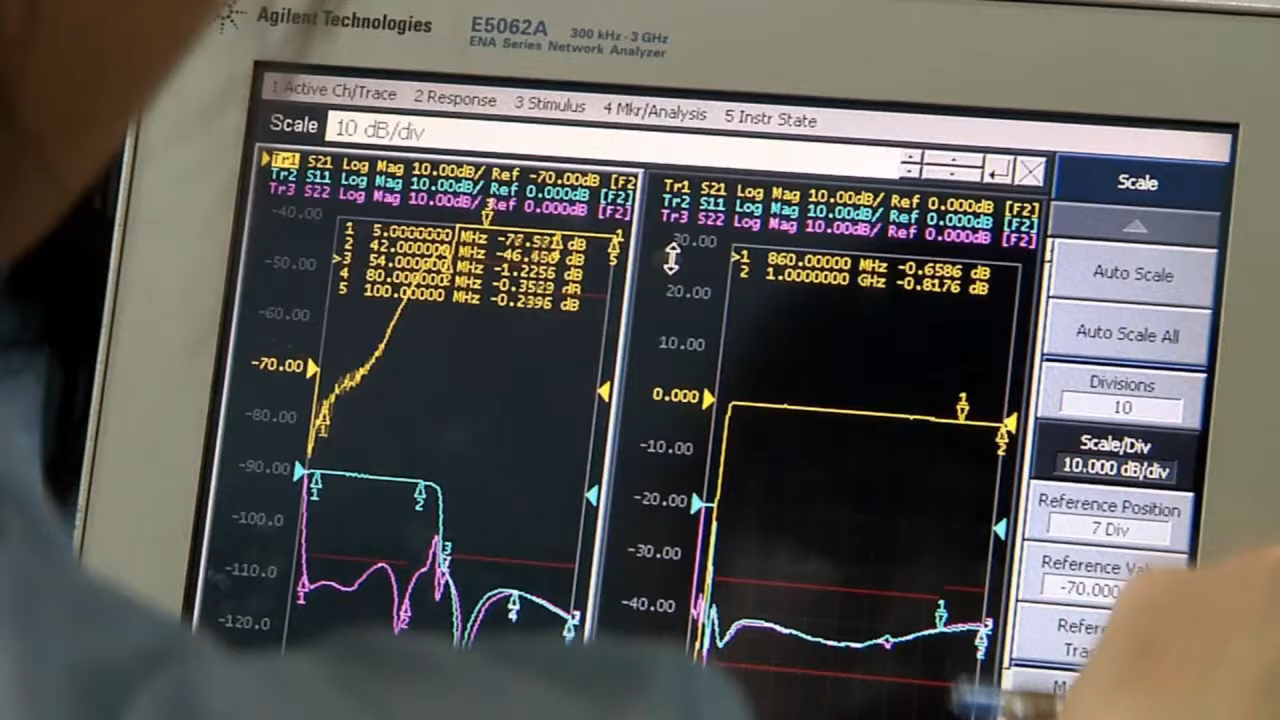 Agilent Technologies
E5062A 300 kHz - 3 GHz
ENA Series Network Analyzer
1 Active Ch/Trace 2 Response 3 Stimulus 4 Mkr/Analysis 5 Instr State
Scale 10 dB/div
Tr1 S21 Log Mag 10.00dB/ Ref -70.00dB [F2
Tr2 S11 Log Mag 10.00dB/ Ref 0.000dB [F2]
Tr3 S22 Log Mag 10.00dB/ Ref 0.000dB [F2]
-40.00
-50.00
-60.00
-70.00
-80.00
-90.00
-100.0
-110.0
-120.0
1 5.0000000 MHz dB
2 42.000000 MHz dB
>3 54.000000 MHz -1.2256 dB
4 80.000000 MHz -0.3529 dB
5 100.00000 MHz -0.2396 dB
Tr1 S21 Log Mag 10.00dB/ Ref 0.000dB [F2]
Tr2 S11 Log Mag 10.00dB/ Ref 0.000dB [F2]
Tr3 S22 Log Mag 10.00dB/ Ref 0.000dB [F2]
30.00
20.00
10.00
0.000
-10.00
-20.00
-30.00
-40.00
>1 860.00000 MHz -0.6586 dB
2 1.0000000 GHz -0.8176 dB
Scale
Auto Scale
Auto Scale All
Divisions
10
Scale/Div
10.000 dB/div
Reference Position
7 Div
Reference
-70.000